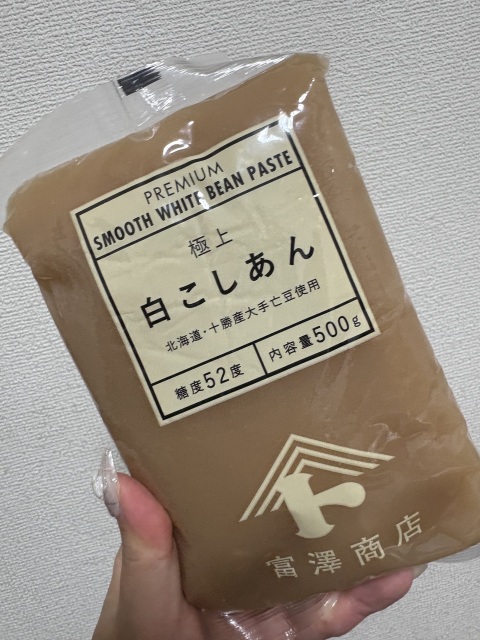 PREMIUM
SMOOTH WHITE BEAN PASTE
極上
白こしあん
北海道・十勝産大手亡豆使用
糖度52度
内容量500g
富澤商店